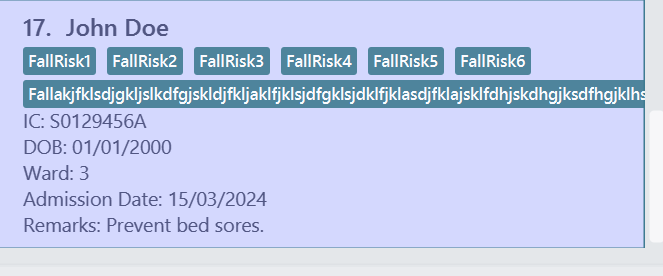 17. John Doe
FallRisk1 FallRisk2 FallRisk3 FallRisk4 FallRisk5 FallRisk6
Fallakjfklsdjgkljslkdfgjskldjfkljaklfjklsjdfgklsjdklfjklasdjfklajsklfdhjskdhgjksdfhgjklhs
IC: S0129456A
DOB: 01/01/2000
Ward: 3
Admission Date: 15/03/2024
Remarks: Prevent bed sores.